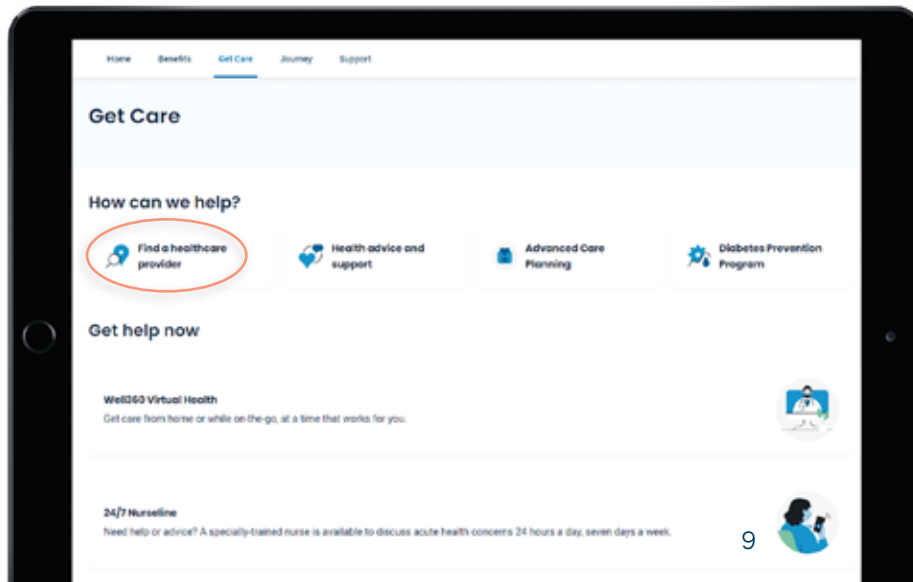 Home Benefits Get Care Journey Support
Get Care
How can we help?
Find a healthcare
provider
Health advice and
support
Advanced Care
Planning
Diabetes Prevention
Program
Get help now
Well360 Virtual Health
Get care from home or while on-the-go, at a time that works for you.
24/7 Nurseline
Need help or advice? A specially-trained nurse is available to discuss acute health concerns 24 hours a day, seven days a week.
9